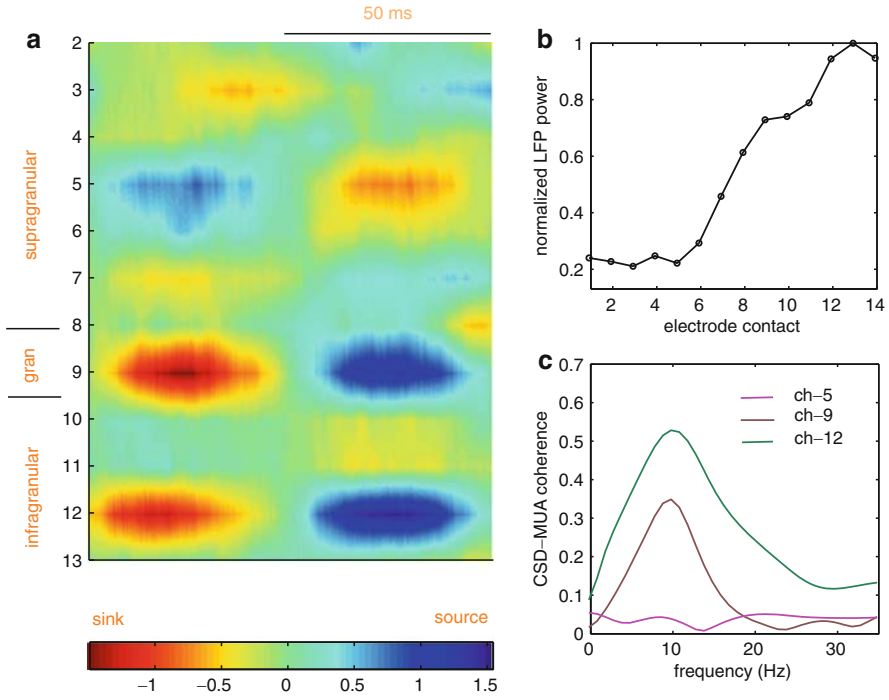 50 ms
a
2
3
4
5
6
7
8
9
10
11
12
13
supragranular
gran
infragranular
sink
source
−1
−0.5
0
0.5
1
1.5
b
normalized LFP power
1
0.8
0.6
0.4
0.2
2
4
6
8
10
12
14
electrode contact
c
CSD−MUA coherence
0.7
0.6
0.5
0.4
0.3
0.2
0.1
0
ch−5
ch−9
ch−12
0
10
20
30
frequency (Hz)